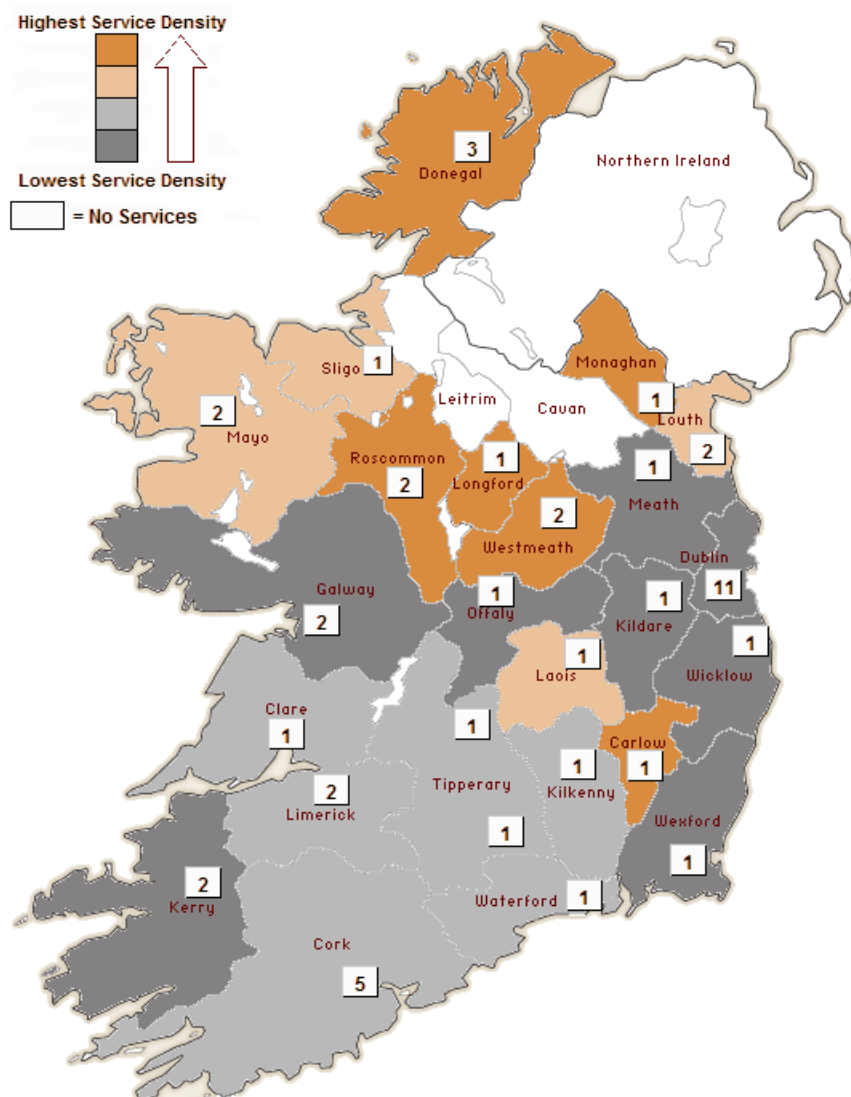 Highest Service Density
Lowest Service Density
= No Services
3
Donegal
Northern Ireland
Monaghan
1
Sligo
1
Leitrim
Cavan
Louth
2
2
Mayo
Roscommon
2
1
Longford
1
Meath
2
Westmeath
Dublin
11
Galway
2
1
Offaly
1
Kildare
1
Wicklow
1
Laois
Clare
1
1
Carlow
1
Tipperary
1
Kilkenny
2
Limerick
Wexford
1
1
2
Kerry
Waterford
1
Cork
5